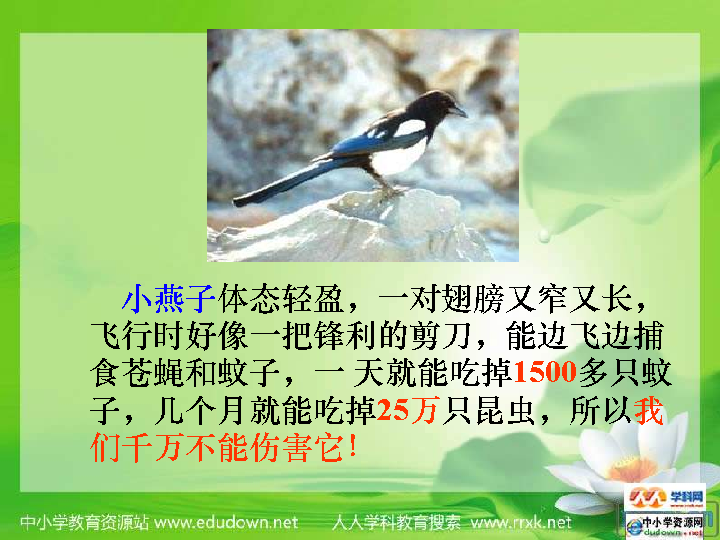 小燕子体态轻盈，一对翅膀又窄又长，
飞行时好像一把锋利的剪刀，能边飞边捕
食苍蝇和蚊子，一 天就能吃掉1500多只蚊
子，几个月就能吃掉25万只昆虫，所以我
们千万不能伤害它！
学科网
中小学教育资源站 www.edudown.net 人人学科教育搜索 www.rrxk.net
中小学资源网